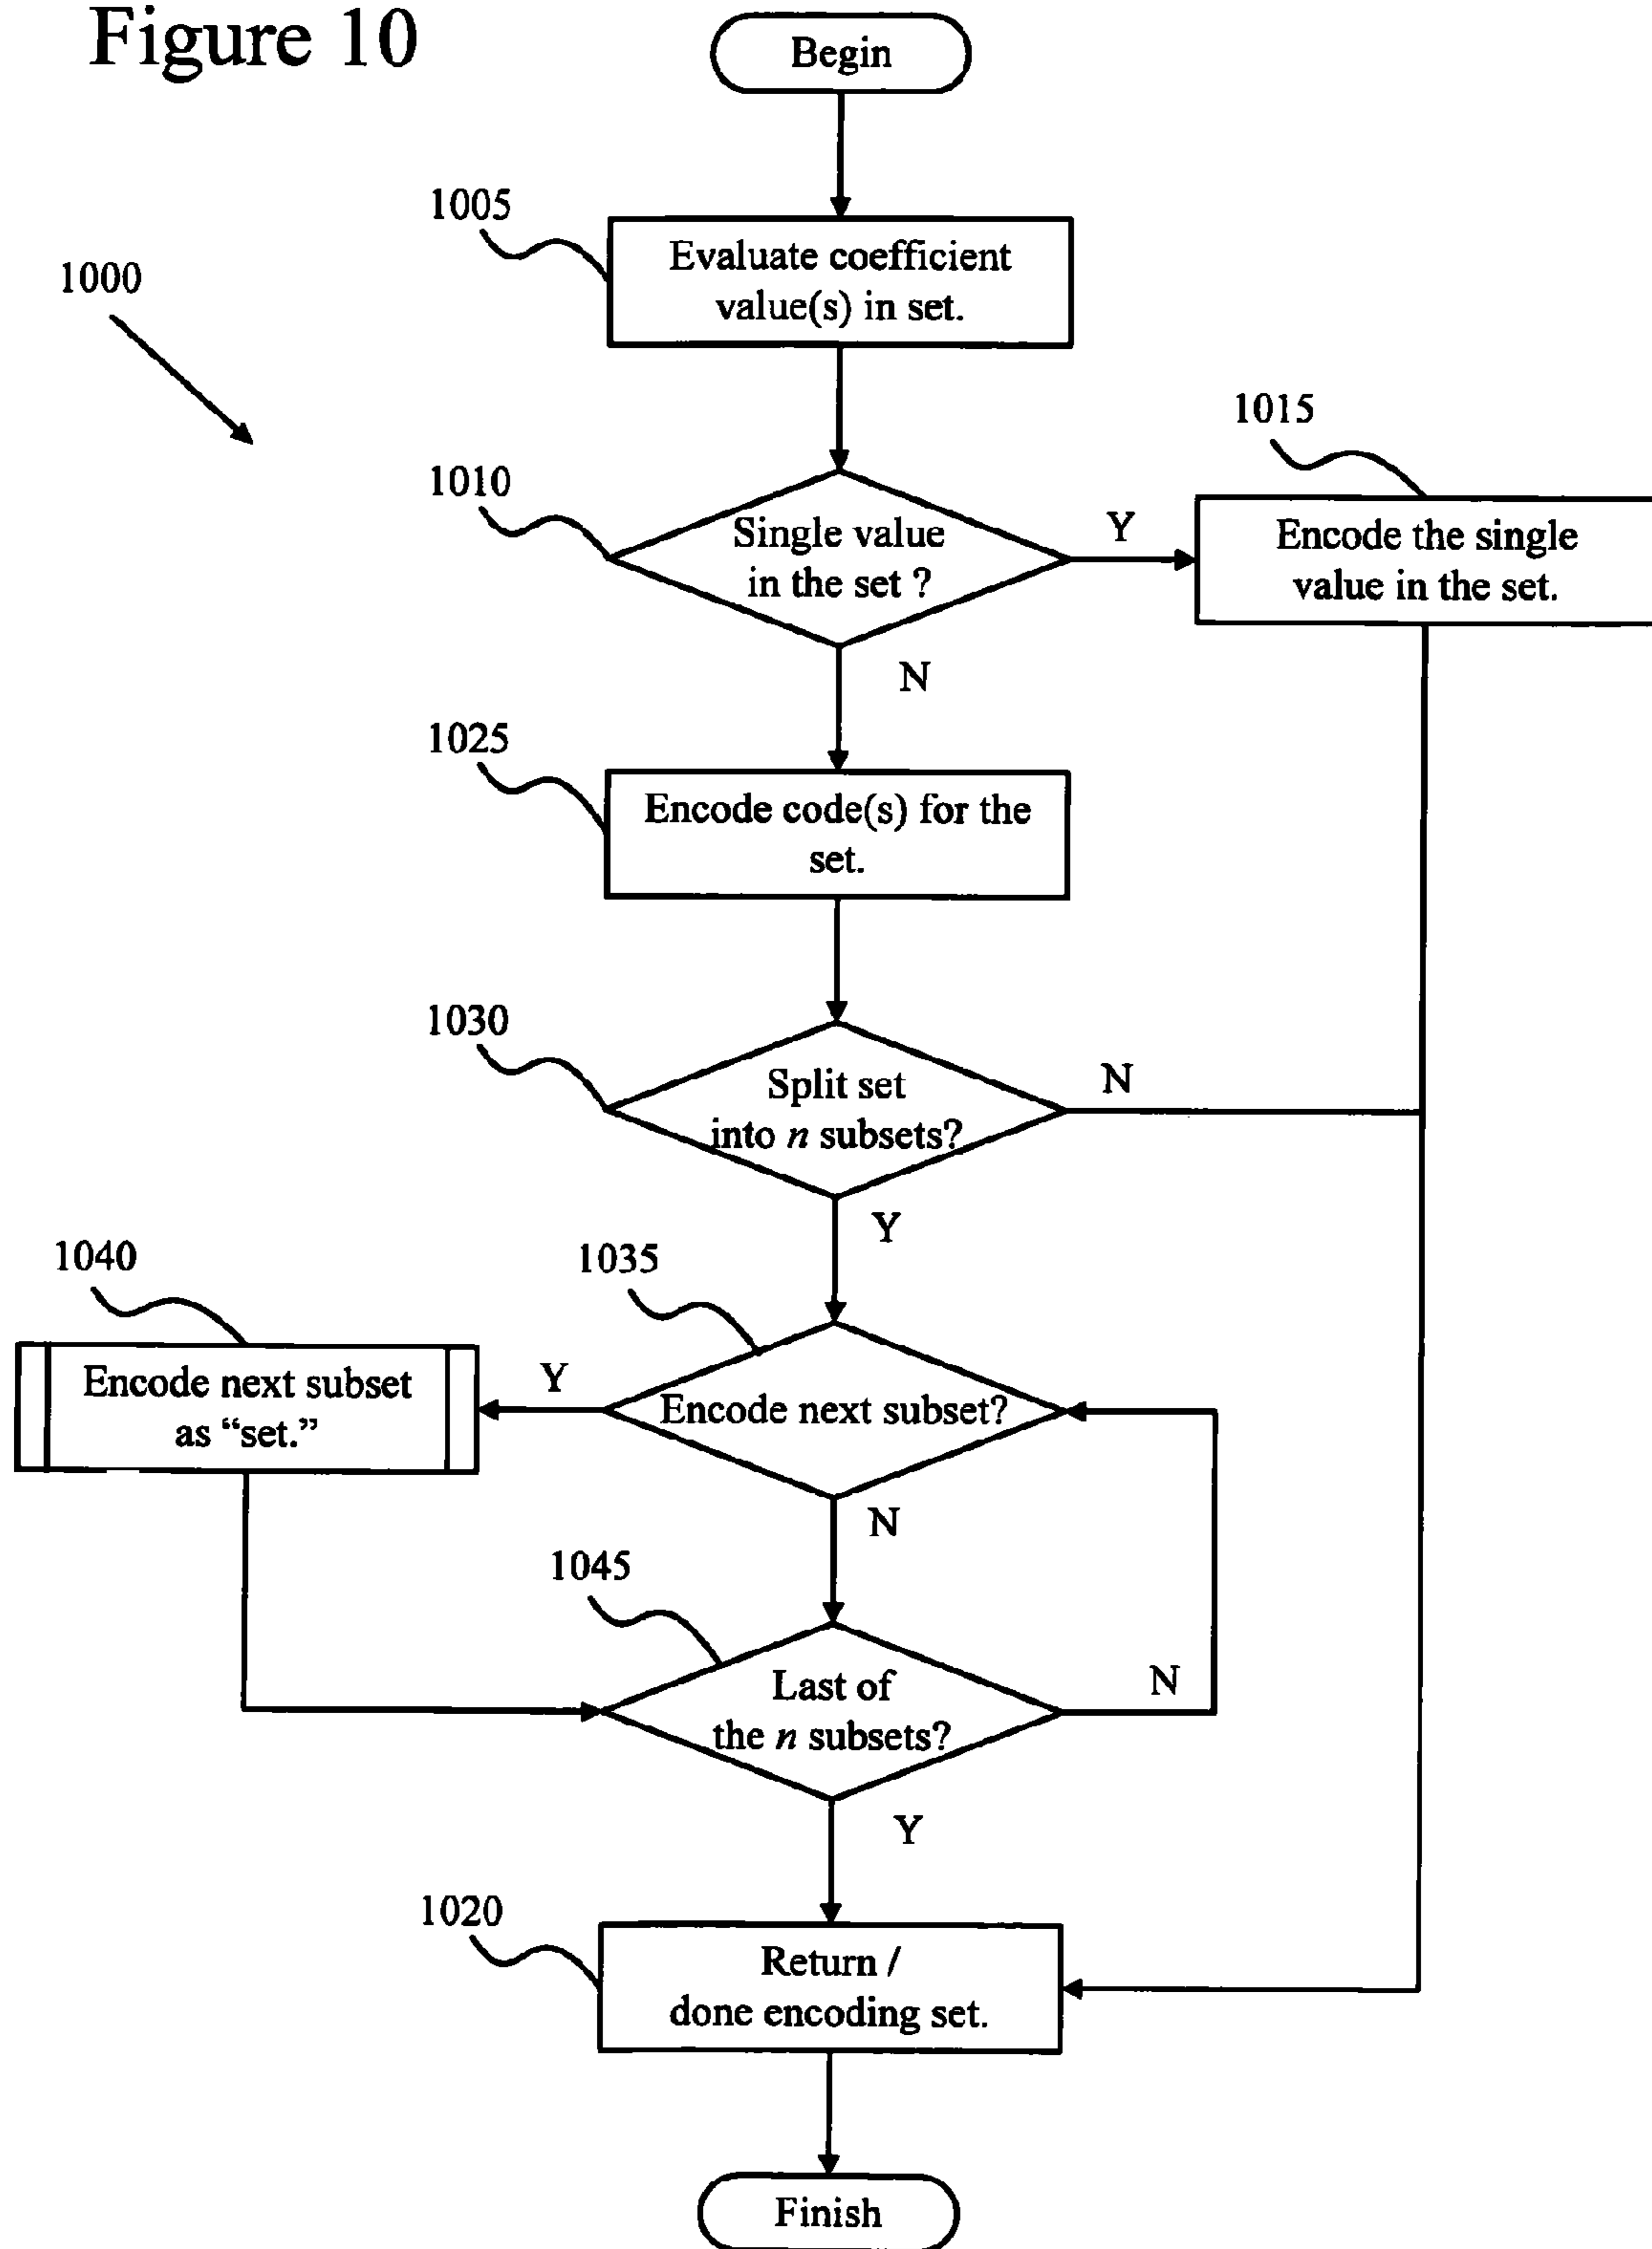 Figure 10
Begin
1005
Evaluate coefficient
value(s) in set.
1000
1015
1010
Single value
in the set ?
Y
Encode the single
value in the set.
N
1025
Encode code(s) for the
set.
1030
Split set
into n subsets?
N
Y
1040
1035
Encode next subset
as “set.”
Y
Encode next subset?
N
1045
Last of
the n subsets?
N
Y
1020
Return /
done encoding set.
Finish